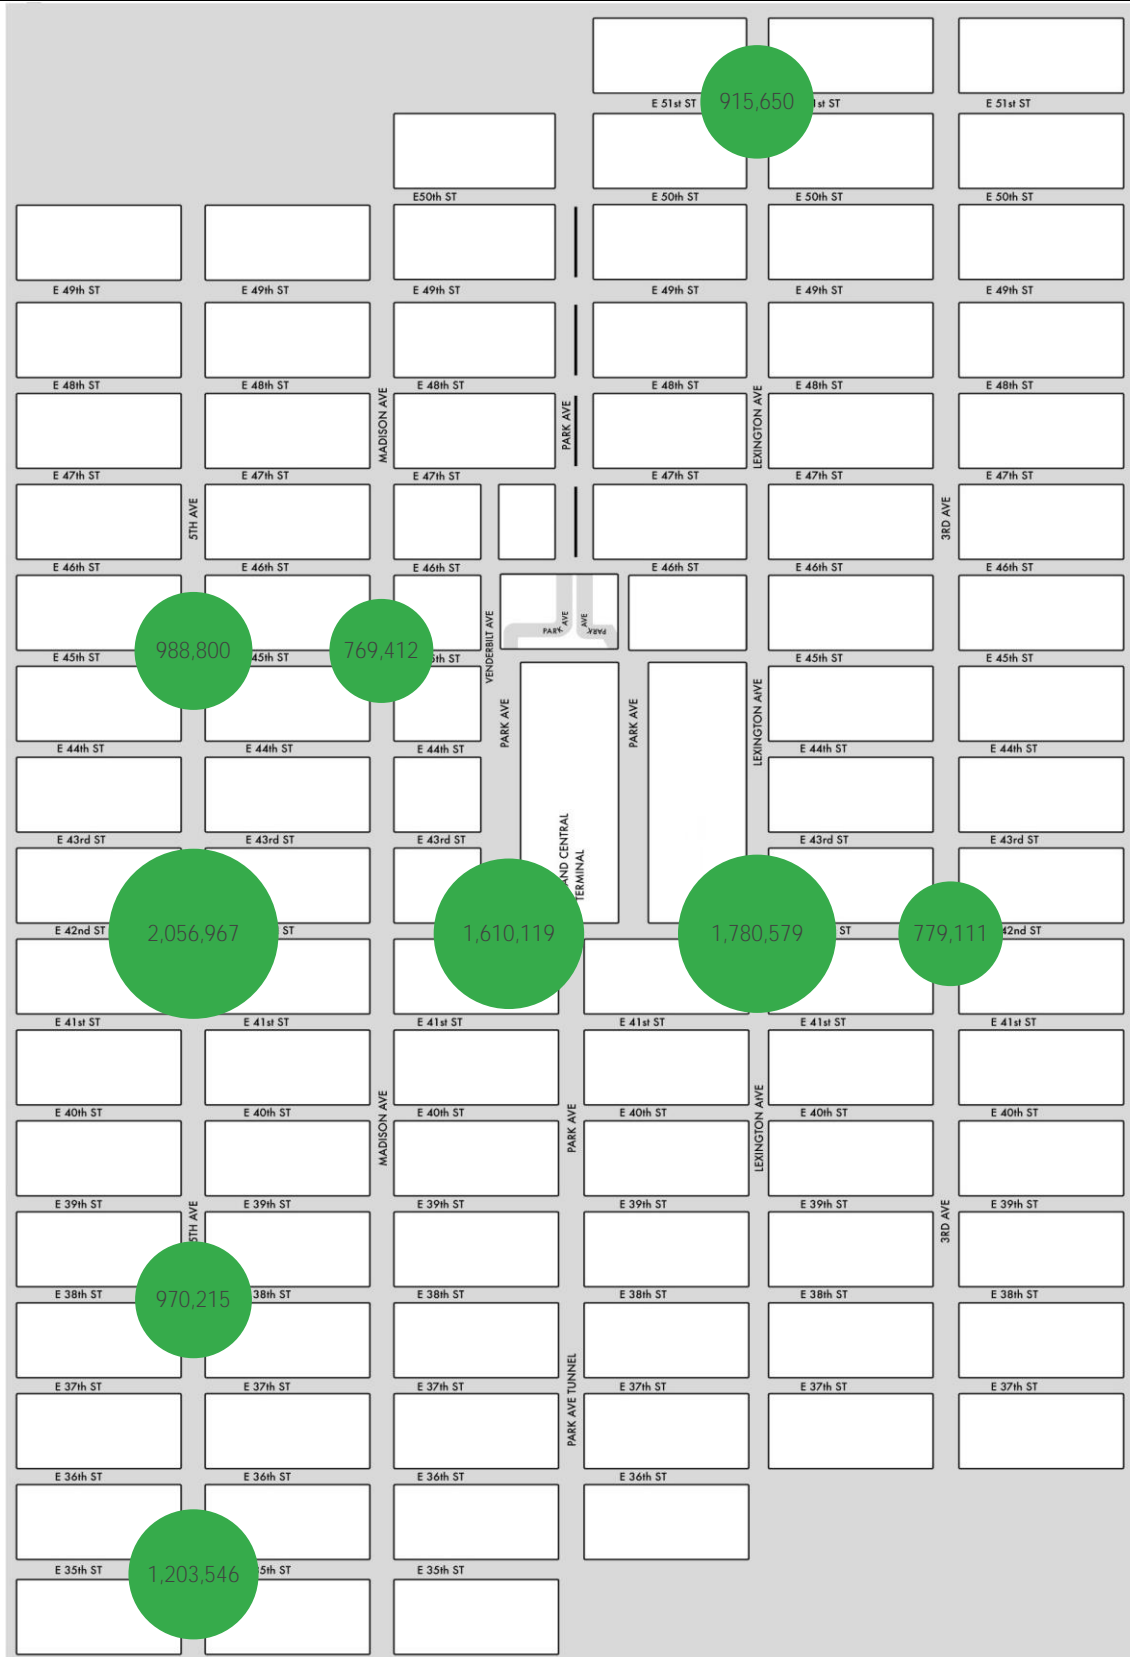 E 51st ST
915,650
1st ST
E 51st ST
E50th ST
E 50th ST
E 50th ST
E 50th ST
E 49th ST
E 49th ST
E 49th ST
E 49th ST
E 49th ST
E 49th ST
E 48th ST
E 48th ST
E 48th ST
E 48th ST
E 48th ST
E 48th ST
MADISON AVE
PARK AVE
LEXINGTON AVE
E 47th ST
E 47th ST
E 47th ST
E 47th ST
E 47th ST
E 47th ST
5TH AVE
3RD AVE
E 46th ST
E 46th ST
E 46th ST
E 46th ST
E 46th ST
E 46th ST
988,800
769,412
VENDERBILT AVE
PARK
AVE
AVE
PARK
E 45th ST
45th ST
5th ST
E 45th ST
E 45th ST
PARK AVE
PARK AVE
LEXINGTON AtVE
E 44th ST
E 44th ST
E 44th ST
E 44th ST
E 44th ST
E 43rd ST
E 43rd ST
E 43rd ST
E 43rd ST
E 43rd ST
AND CENTRAL
TERMINAL
E 42nd ST
2,056,967
ST
1,610,119
1,780,579
ST
779,111
42nd ST
E 41st ST
E 41st ST
E 41st ST
E 41st ST
E 41st ST
E 41st ST
E 40th ST
E 40th ST
E 40th ST
E 40th ST
E 40th ST
E 40th ST
MADISON AVE
PARK AVE
LEXINGTON AtVE
E 39th ST
E 39th ST
E 39th ST
E 39th ST
E 39th ST
E 39th ST
5TH AVE
3RD AVE
E 38th ST
970,215
38th ST
E 38th ST
E 38th ST
E 38th ST
E 38th ST
E 37th ST
E 37th ST
E 37th ST
E 37th ST
E 37th ST
E 37th ST
PARK AVE TUNNEL
E 36th ST
E 36th ST
E 36th ST
E 36th ST
E 35th ST
1,203,546
5th ST
E 35th ST